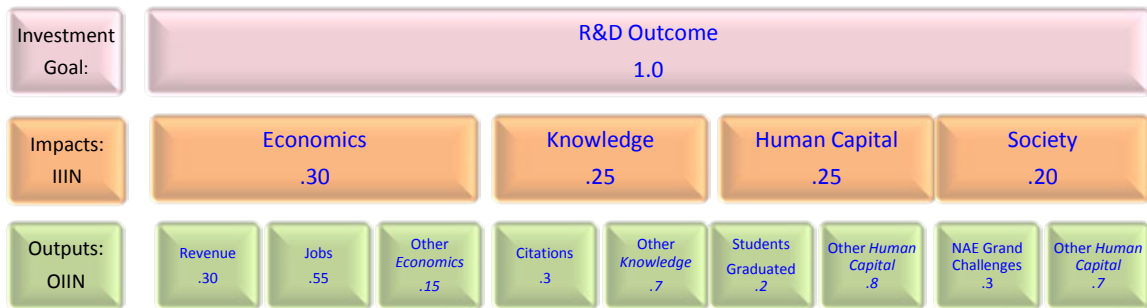 Investment
Goal:
R&D Outcome
1.0
Impacts:
IIIN
Economics
.30
Knowledge
.25
Human Capital
.25
Society
.20
Outputs:
OIIN
Revenue
.30
Jobs
.55
Other
Economics
.15
Citations
.3
Other
Knowledge
.7
Students
Graduated
.2
Other Human
Capital
.8
NAE Grand
Challenges
.3
Other Human
Capital
.7